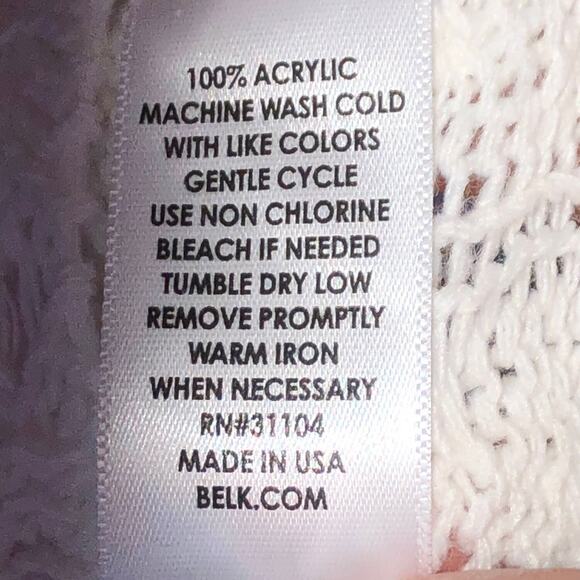 100% ACRYLIC
MACHINE WASH COLD
WITH LIKE COLORS
GENTLE CYCLE
USE NON CHLORINE
BLEACH IF NEEDED
TUMBLE DRY LOW
REMOVE PROMPTLY
WARM IRON
WHEN NECESSARY
RN#31104
MADE IN USA
BELK.COM